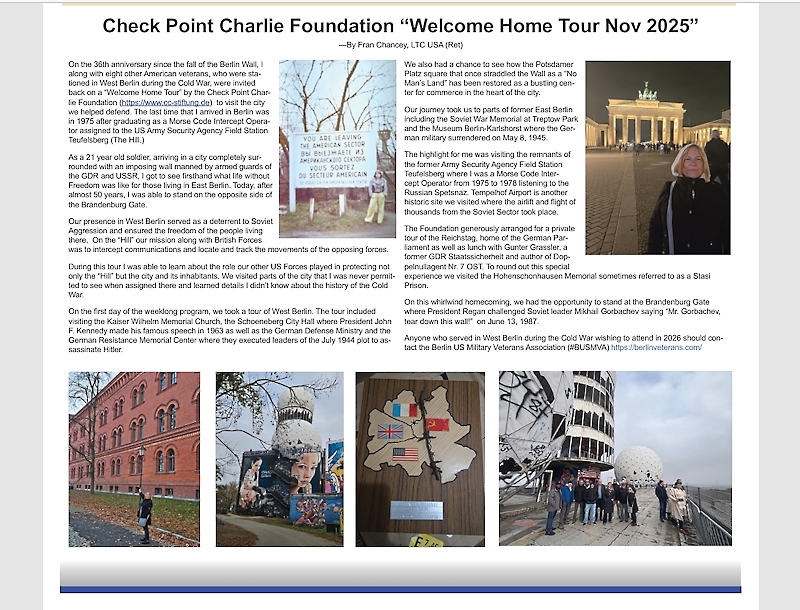 Check Point Charlie Foundation “Welcome Home Tour Nov 2025”
—By Fran Chancey, LTC USA (Ret)
On the 36th anniversary since the fall of the Berlin Wall, I
along with eight other American veterans, who were sta-
tioned in West Berlin during the Cold War, were invited
back on a “Welcome Home Tour” by the Check Point Char-
lie Foundation (https://www.cc-stiftung.de) to visit the city
we helped defend. The last time that I arrived in Berlin was
in 1975 after graduating as a Morse Code Intercept Opera-
tor assigned to the US Army Security Agency Field Station
Teufelsberg (The Hill.)
As a 21 year old soldier, arriving in a city completely sur-
rounded with an imposing wall manned by armed guards of
the GDR and USSR, I got to see firsthand what life without
Freedom was like for those living in East Berlin. Today, after
almost 50 years, I was able to stand on the opposite side of
the Brandenburg Gate.
Our presence in West Berlin served as a deterrent to Soviet
Aggression and ensured the freedom of the people living
there. On the “Hill” our mission along with British Forces
was to intercept communications and locate and track the movements of the opposing forces.
During this tour I was able to learn about the role our other US Forces played in protecting not
only the “Hill” but the city and its inhabitants. We visited parts of the city that I was never permit-
ted to see when assigned there and learned details I didn’t know about the history of the Cold
War.
On the first day of the weeklong program, we took a tour of West Berlin. The tour included
visiting the Kaiser Wilhelm Memorial Church, the Schoeneberg City Hall where President John
F. Kennedy made his famous speech in 1963 as well as the German Defense Ministry and the
German Resistance Memorial Center where they executed leaders of the July 1944 plot to as-
sassinate Hitler.
YOU ARE LEAVING
THE AMERICAN SECTOR
ВЫ ВЫЕЗЖАЕТЕ ИЗ
АМЕРИКАНСКОГО СЕКТОРА
VOUS SORTEZ
DU SECTEUR AMERICAIN
We also had a chance to see how the Potsdamer
Platz square that once straddled the Wall as a “No
Man’s Land” has been restored as a bustling cen-
ter for commerce in the heart of the city.
Our journey took us to parts of former East Berlin
including the Soviet War Memorial at Treptow Park
and the Museum Berlin-Karlshorst where the Ger-
man military surrendered on May 8, 1945.
The highlight for me was visiting the remnants of
the former Army Security Agency Field Station
Teufelsberg where I was a Morse Code Inter-
cept Operator from 1975 to 1978 listening to the
Russian Spetsnaz. Tempelhof Airport is another
historic site we visited where the airlift and flight of
thousands from the Soviet Sector took place.
The Foundation generously arranged for a private
tour of the Reichstag, home of the German Par-
liament as well as lunch with Gunter Grassler, a
former GDR Staatssicherheit and author of Dop-
pelnullagent Nr. 7 OST. To round out this special
experience we visited the Hohenschonhausen Memorial sometimes referred to as a Stasi
Prison.
On this whirlwind homecoming, we had the opportunity to stand at the Brandenburg Gate
where President Regan challenged Soviet leader Mikhail Gorbachev saying “Mr. Gorbachev,
tear down this wall!” on June 13, 1987.
Anyone who served in West Berlin during the Cold War wishing to attend in 2026 should con-
tact the Berlin US Military Veterans Association (#BUSMVA) https://berlinveterans.com/